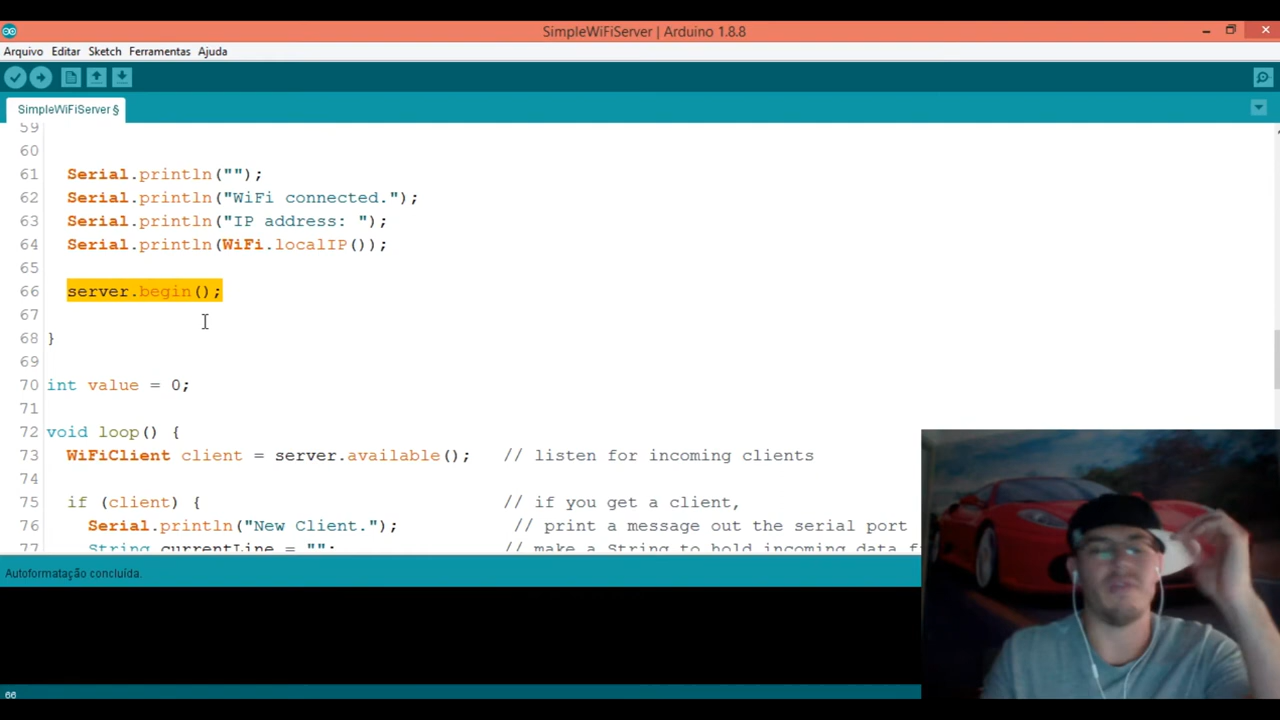 SimpleWiFiServer | Arduino 1.8.8
Arquivo Editar Sketch Ferramentas Ajuda
SimpleWiFiServer §
59
60
61 Serial.println("");
62 Serial.println("WiFi connected.");
63 Serial.println("IP address: ");
64 Serial.println(WiFi.localIP());
65
66 server.begin();
67
68 }
69
70 int value = 0;
71
72 void loop() {
73 WiFiClient client = server.available(); // listen for incoming clients
74
75 if (client) { // if you get a client,
76 Serial.println("New Client."); // print a message out the serial port
77 String currentLine = ""; // make a String to hold incoming data
Autoformatação concluída.
66